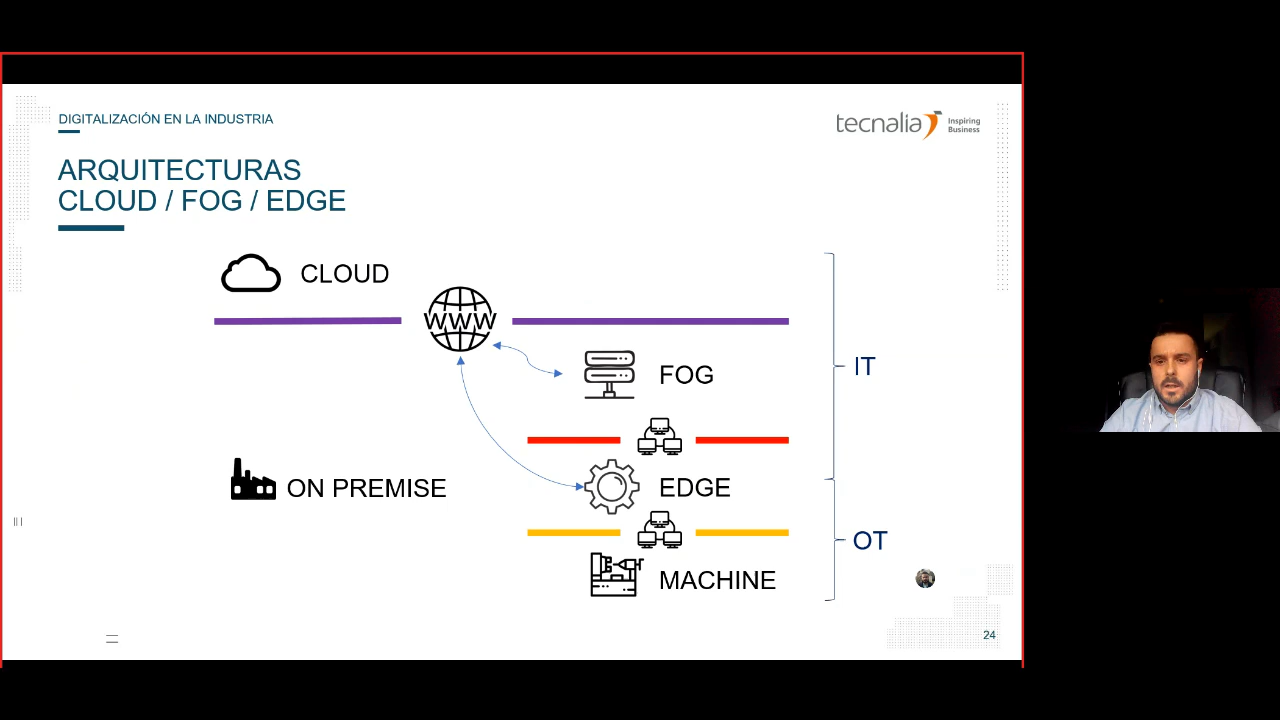 DIGITALIZACIÓN EN LA INDUSTRIA
tecnalia Inspiring
Business
ARQUITECTURAS
CLOUD / FOG / EDGE
CLOUD
WWW
FOG
IT
ON PREMISE
EDGE
OT
MACHINE
24